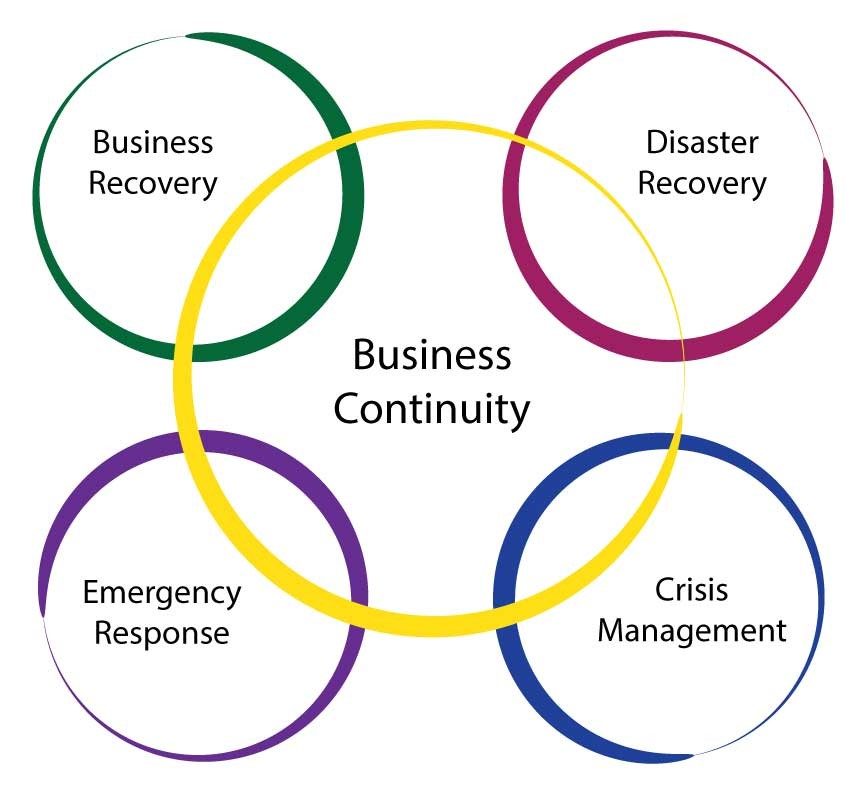 Business
Recovery
Disaster
Recovery
Business
Continuity
Emergency
Response
Crisis
Management